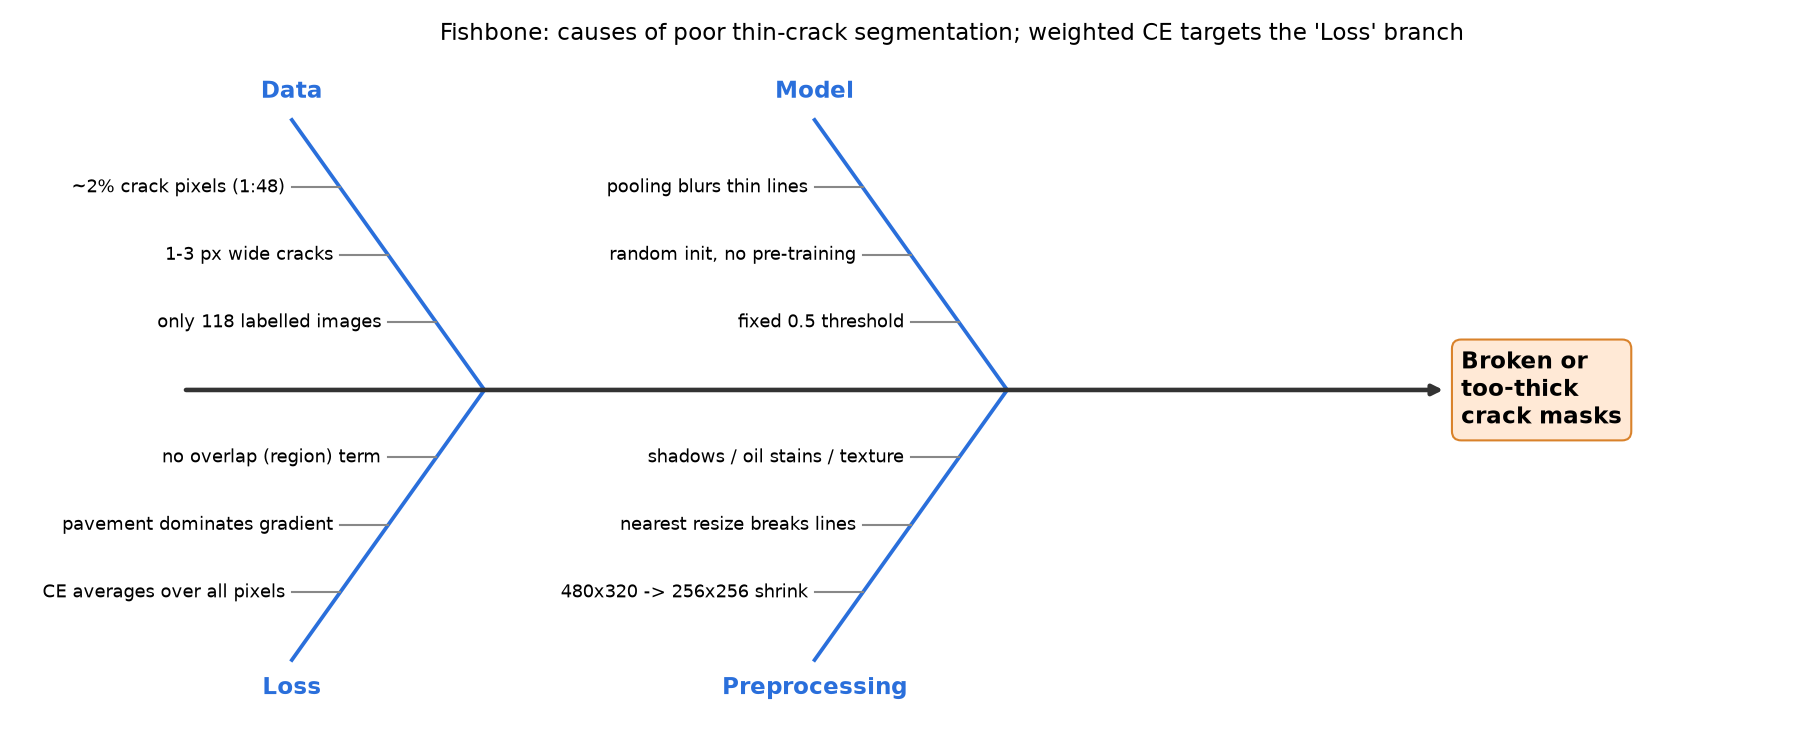 Fishbone: causes of poor thin-crack segmentation; weighted CE targets the 'Loss' branch
Data
Model
~2% crack pixels (1:48)
pooling blurs thin lines
1-3 px wide cracks
random init, no pre-training
only 118 labelled images
fixed 0.5 threshold
Broken or
too-thick
crack masks
no overlap (region) term
shadows / oil stains / texture
pavement dominates gradient
nearest resize breaks lines
CE averages over all pixels
480x320 -> 256x256 shrink
Loss
Preprocessing